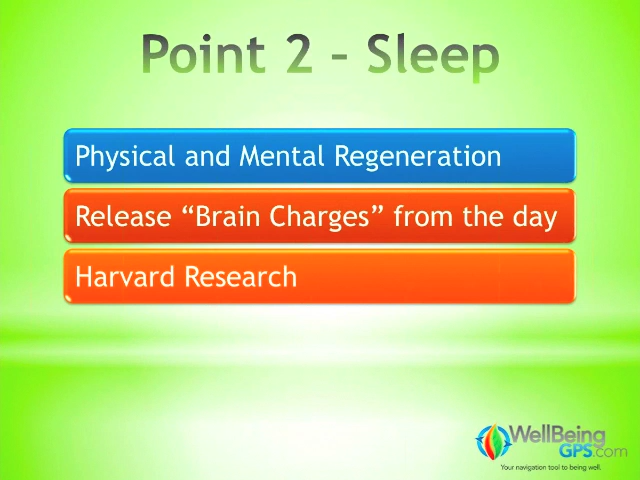 Point 2 – Sleep
Physical and Mental Regeneration
Release “Brain Charges” from the day
Harvard Research
WellBeing
GPS.com
Your navigation tool to being well.